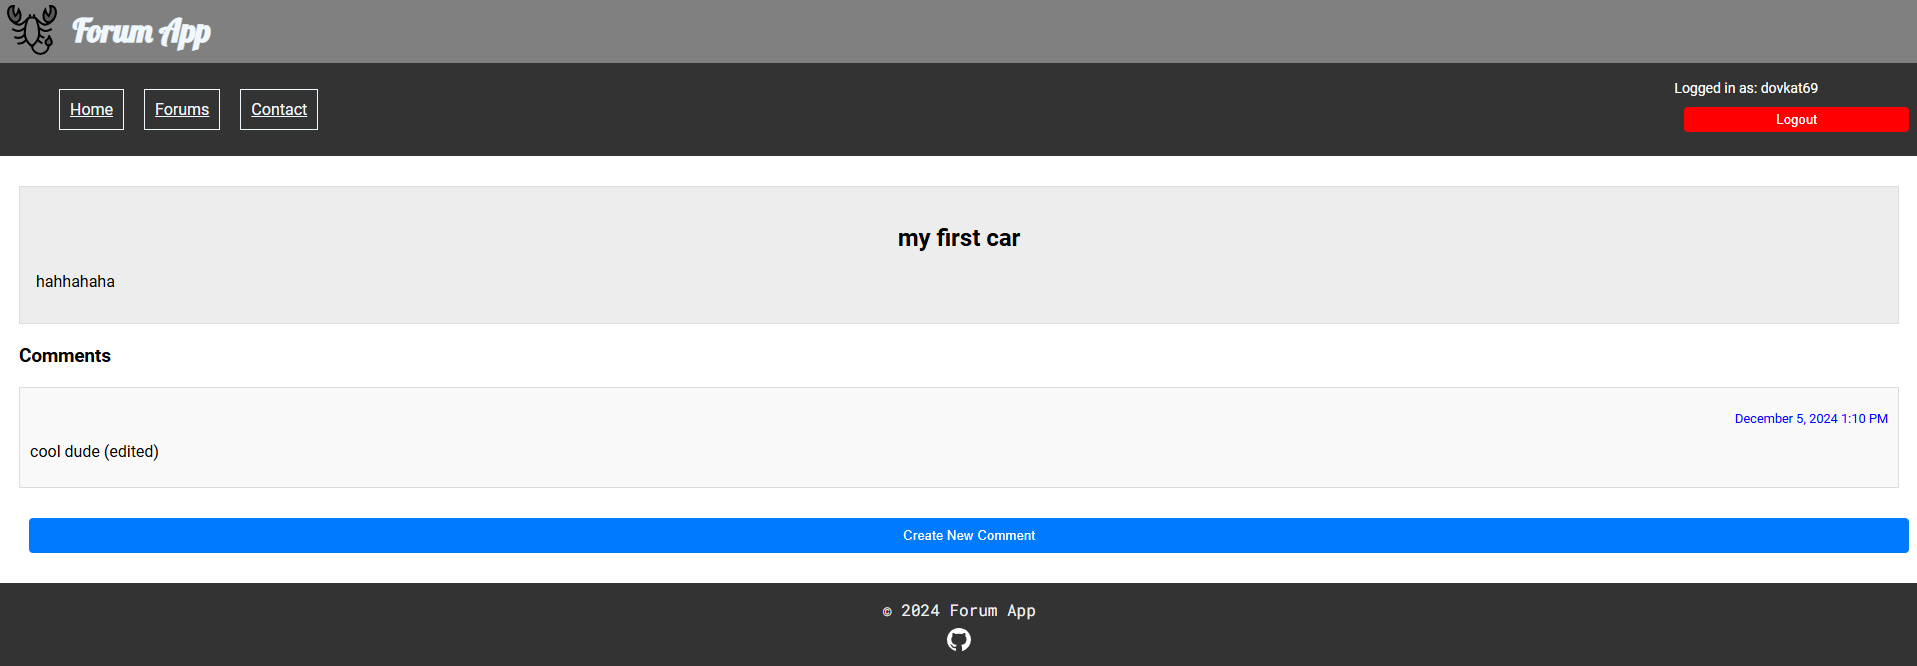 Forum App
Home
Forums
Contact
Logged in as: dovkat69
Logout
my first car
hahhahaha
Comments
December 5, 2024 1:10 PM
cool dude (edited)
Create New Comment
© 2024 Forum App